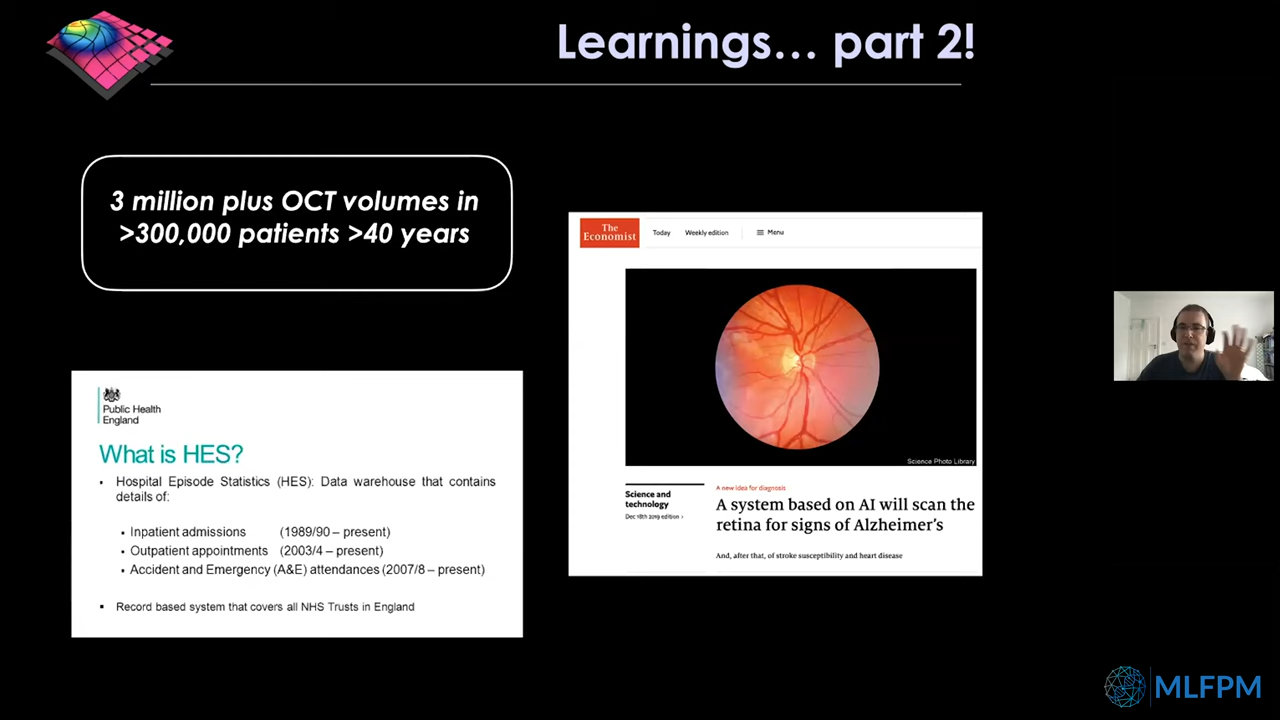 Learnings... part 2!
3 million plus OCT volumes in
>300,000 patients >40 years
Public Health
England
What is HES?
• Hospital Episode Statistics (HES): Data warehouse that contains
details of:
• Inpatient admissions (1989/90 – present)
• Outpatient appointments (2003/4 – present)
• Accident and Emergency (A&E) attendances (2007/8 – present)
▪ Record based system that covers all NHS Trusts in England
The
Economist
Today Weekly edition Menu
Science Photo Library
Science and
technology
Dec 18th 2019 edition ›
A new idea for diagnosis
A system based on AI will scan the
retina for signs of Alzheimer’s
And, after that, of stroke susceptibility and heart disease
MLFPM